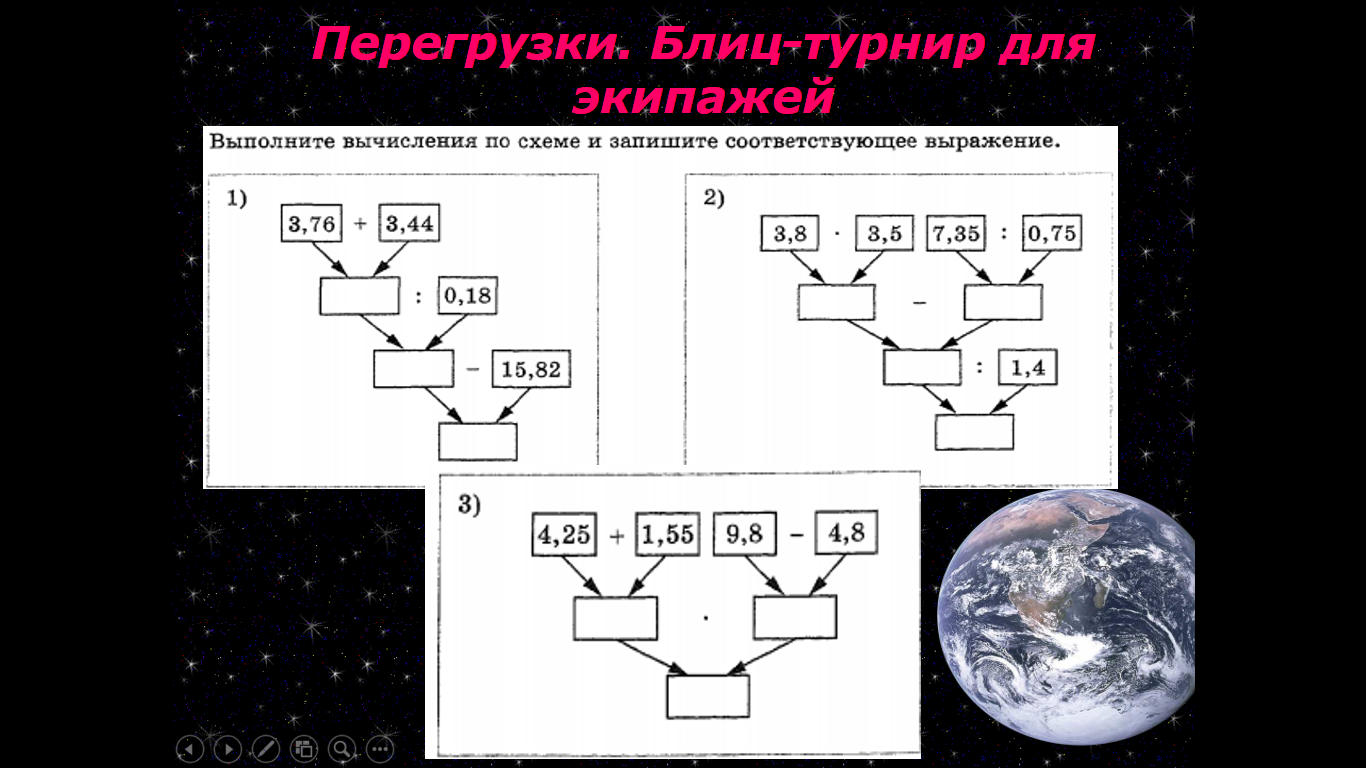 Перегрузки. Блиц-турнир для
экипажей
Выполните вычисления по схеме и запишите соответствующее выражение.
1)
3,76 + 3,44
: 0,18
− 15,82
2)
3,8 · 3,5 7,35 : 0,75
−
: 1,4
3)
4,25 + 1,55 9,8 − 4,8
·